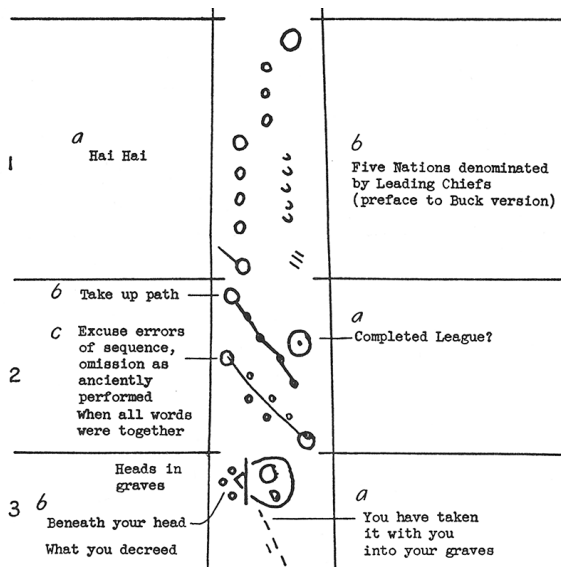 1
a
Hai Hai
b
Five Nations denominated
by Leading Chiefs
(preface to Buck version)
2
b Take up path
c Excuse errors
of sequence,
omission as
anciently
performed
When all words
were together
a
Completed League?
3
Heads in
graves
b
Beneath your head
What you decreed
a
You have taken
it with you
into your graves